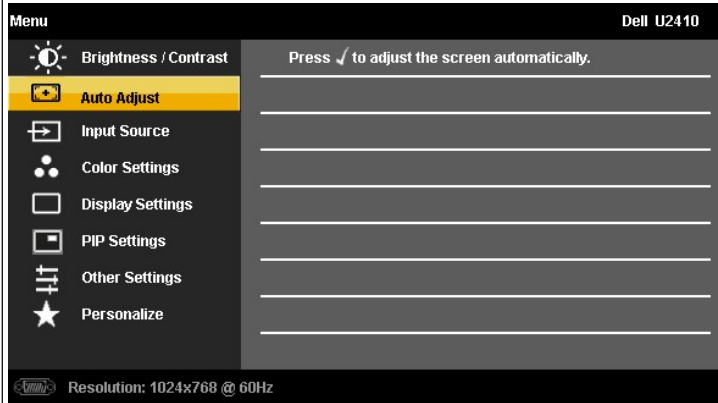 Menu Dell U2410
Brightness / Contrast Press ✓ to adjust the screen automatically.
Auto Adjust
Input Source
Color Settings
Display Settings
PIP Settings
Other Settings
Personalize
Resolution: 1024x768 @ 60Hz